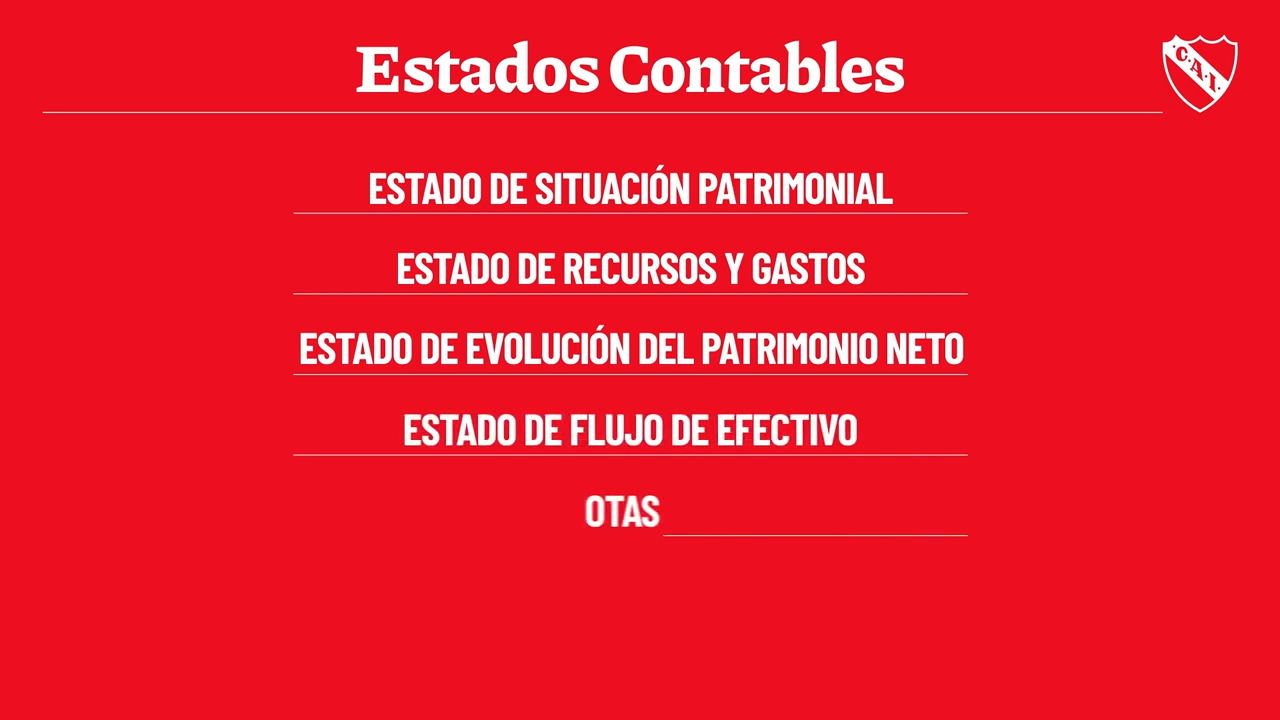 Estados Contables
C.A.I.
ESTADO DE SITUACIÓN PATRIMONIAL
ESTADO DE RECURSOS Y GASTOS
ESTADO DE EVOLUCIÓN DEL PATRIMONIO NETO
ESTADO DE FLUJO DE EFECTIVO
OTAS